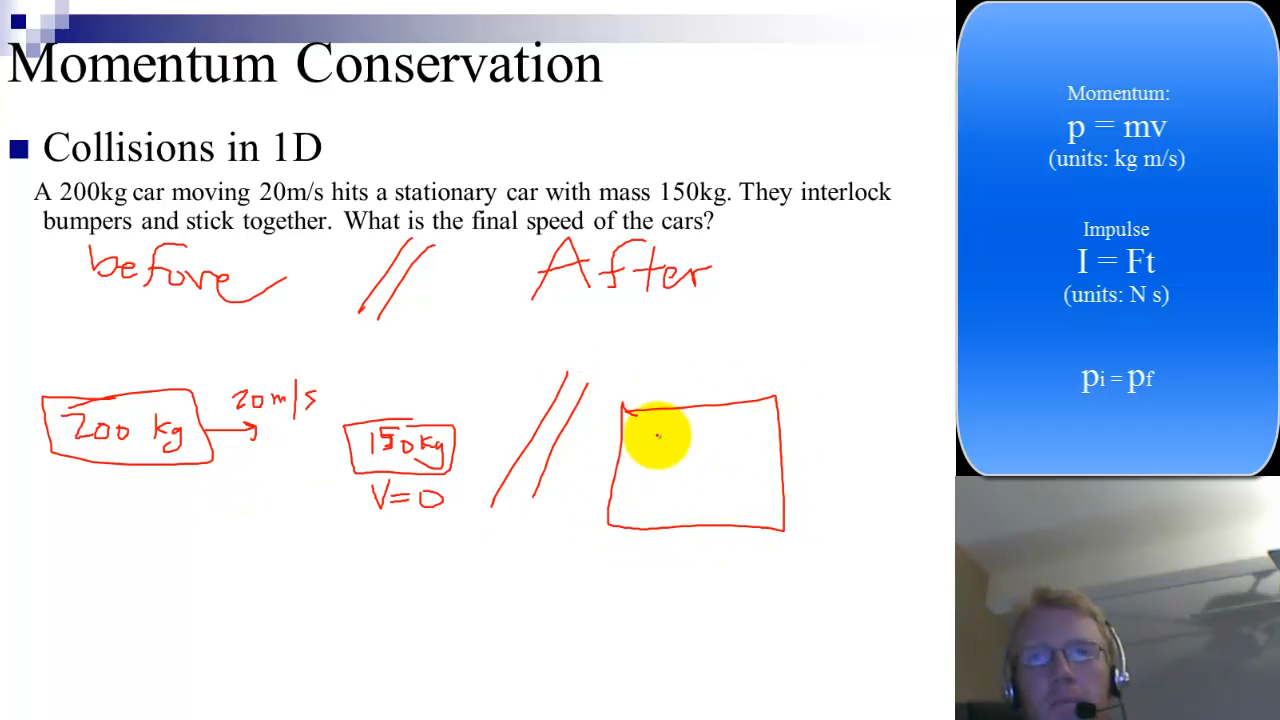 Momentum Conservation
Collisions in 1D
A 200kg car moving 20m/s hits a stationary car with mass 150kg. They interlock
bumpers and stick together. What is the final speed of the cars?
before // After
200 kg
20 m/s
150kg
V=0
//
Momentum:
p = mv
(units: kg m/s)
Impulse
I = Ft
(units: N s)
pi = pf